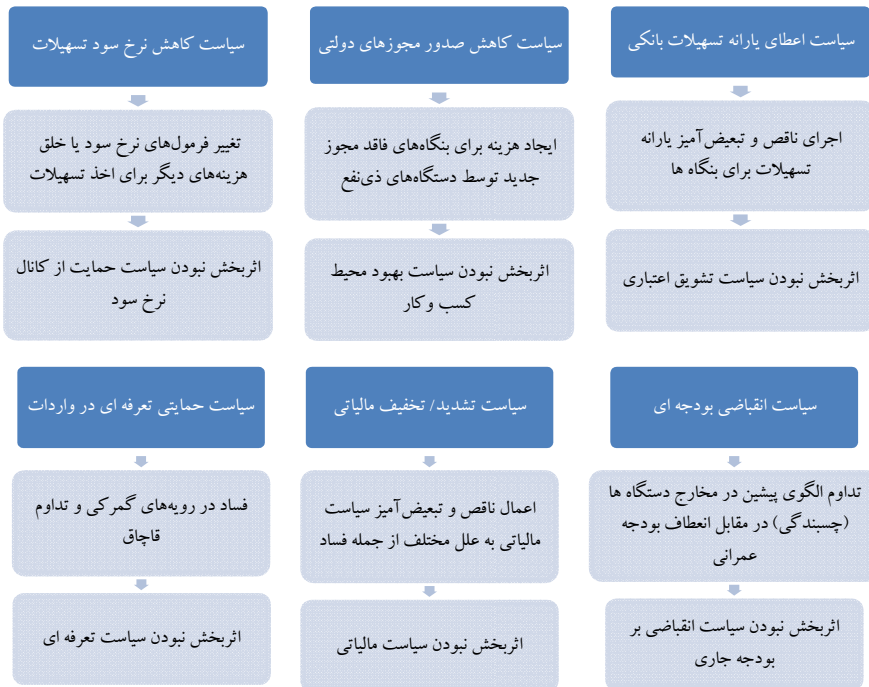 سیاست اعطای یارانه تسهیلات بانکی
اجرای ناقص و تبعیض‌آمیز یارانه
تسهیلات برای بنگاه ها
اثربخش نبودن سیاست تشویق اعتباری
سیاست کاهش صدور مجوزهای دولتی
ایجاد هزینه برای بنگاه‌های فاقد مجوز
جدید توسط دستگاه‌های ذی‌نفع
اثربخش نبودن سیاست بهبود محیط
کسب وکار
سیاست کاهش نرخ سود تسهیلات
تغییر فرمول‌های نرخ سود یا خلق
هزینه‌های دیگر برای اخذ تسهیلات
اثربخش نبودن سیاست حمایت از کانال
نرخ سود
سیاست انقباضی بودجه ای
تداوم الگوی پیشین در مخارج دستگاه ها
(چسبندگی) در مقابل انعطاف بودجه
عمرانی
اثربخش نبودن سیاست انقباضی بر
بودجه جاری
سیاست تشدید/ تخفیف مالیاتی
اعمال ناقص و تبعیض‌آمیز سیاست
مالیاتی به علل مختلف از جمله فساد
اثربخش نبودن سیاست مالیاتی
سیاست حمایتی تعرفه ای در واردات
فساد در رویه‌های گمرکی و تداوم
قاچاق
اثربخش نبودن سیاست تعرفه ای